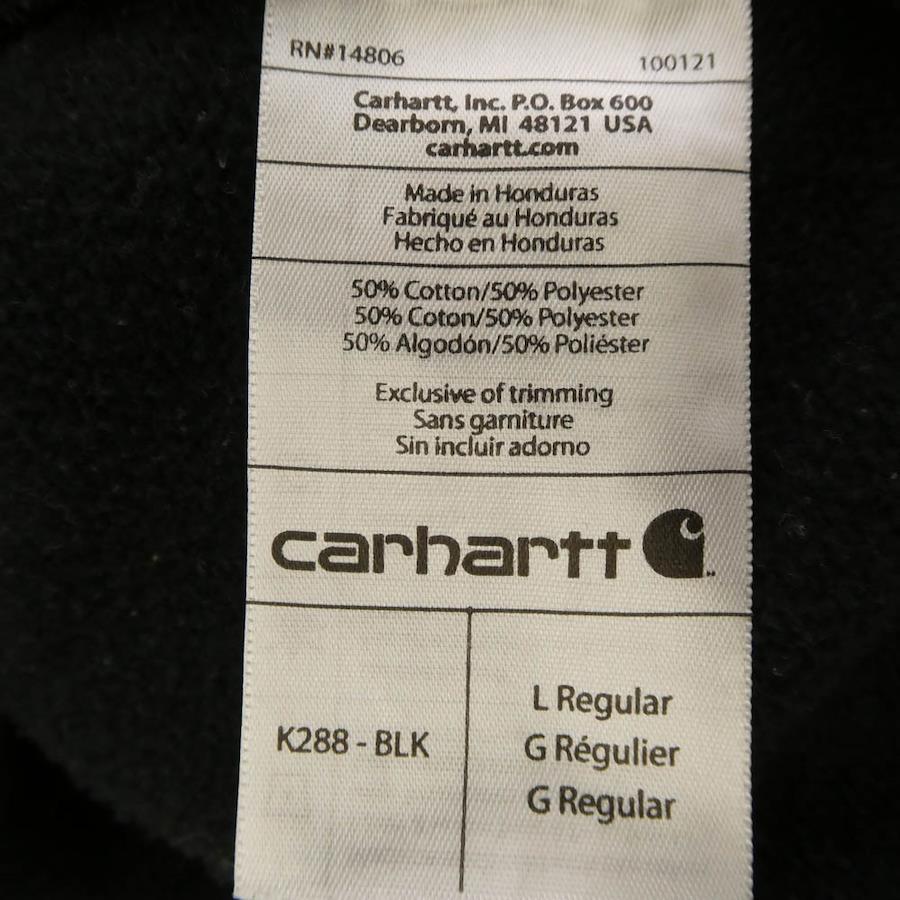 RN#14806 100121
Carhartt, Inc. P.O. Box 600
Dearborn, MI 48121 USA
carhartt.com
Made in Honduras
Fabriqué au Honduras
Hecho en Honduras
50% Cotton/50% Polyester
50% Coton/50% Polyester
50% Algodón/50% Poliéster
Exclusive of trimming
Sans garniture
Sin incluir adorno
carhartt
K288 - BLK
L Regular
G Régulier
G Regular